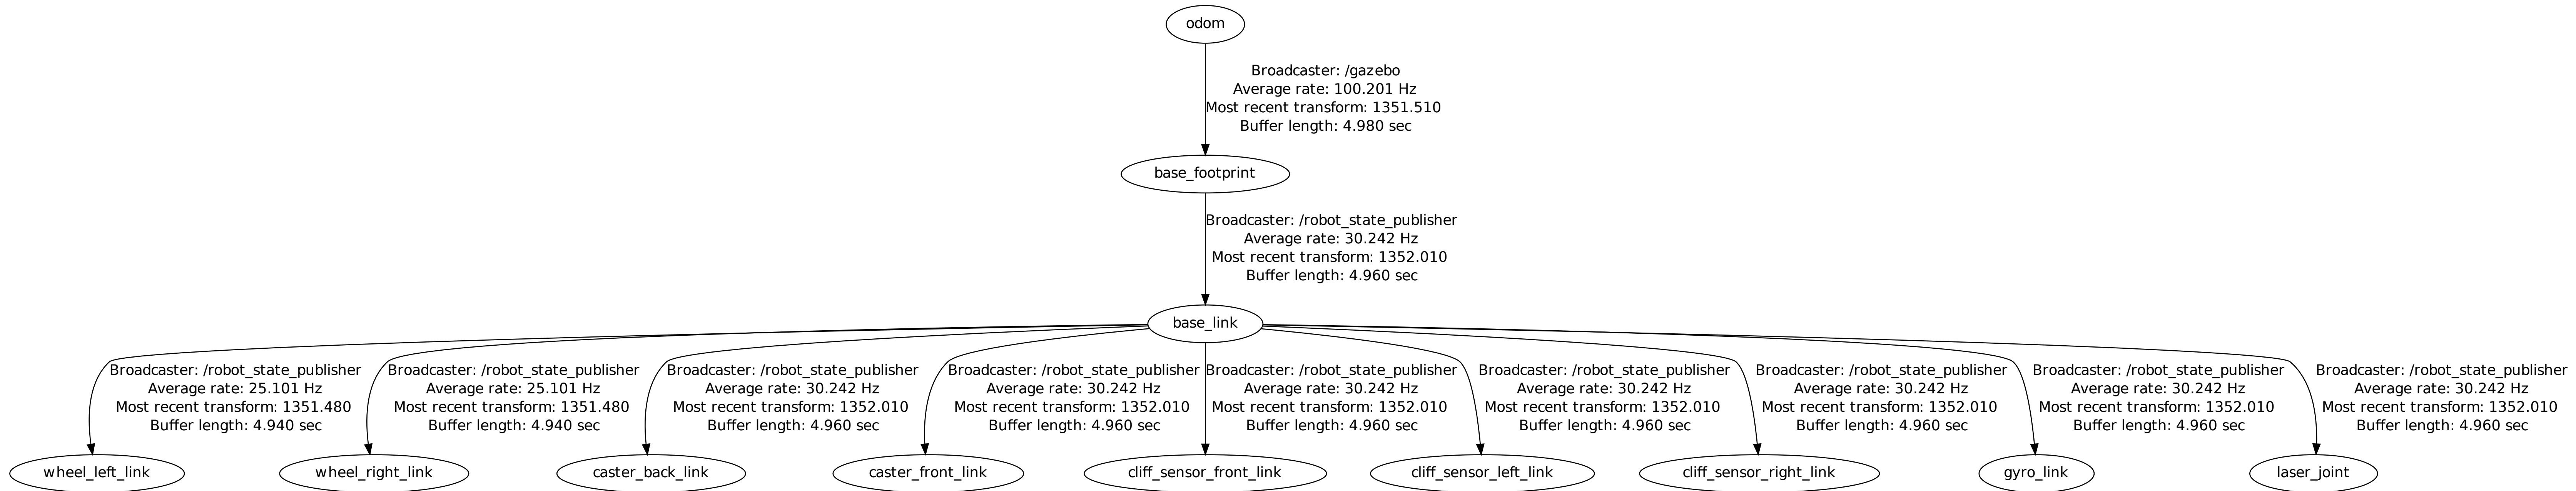 odom
Broadcaster: /gazebo
Average rate: 100.201 Hz
Most recent transform: 1351.510
Buffer length: 4.980 sec
base_footprint
Broadcaster: /robot_state_publisher
Average rate: 30.242 Hz
Most recent transform: 1352.010
Buffer length: 4.960 sec
base_link
Broadcaster: /robot_state_publisher
Average rate: 25.101 Hz
Most recent transform: 1351.480
Buffer length: 4.940 sec
Broadcaster: /robot_state_publisher
Average rate: 25.101 Hz
Most recent transform: 1351.480
Buffer length: 4.940 sec
Broadcaster: /robot_state_publisher
Average rate: 30.242 Hz
Most recent transform: 1352.010
Buffer length: 4.960 sec
Broadcaster: /robot_state_publisher
Average rate: 30.242 Hz
Most recent transform: 1352.010
Buffer length: 4.960 sec
Broadcaster: /robot_state_publisher
Average rate: 30.242 Hz
Most recent transform: 1352.010
Buffer length: 4.960 sec
Broadcaster: /robot_state_publisher
Average rate: 30.242 Hz
Most recent transform: 1352.010
Buffer length: 4.960 sec
Broadcaster: /robot_state_publisher
Average rate: 30.242 Hz
Most recent transform: 1352.010
Buffer length: 4.960 sec
Broadcaster: /robot_state_publisher
Average rate: 30.242 Hz
Most recent transform: 1352.010
Buffer length: 4.960 sec
Broadcaster: /robot_state_publisher
Average rate: 30.242 Hz
Most recent transform: 1352.010
Buffer length: 4.960 sec
wheel_left_link
wheel_right_link
caster_back_link
caster_front_link
cliff_sensor_front_link
cliff_sensor_left_link
cliff_sensor_right_link
gyro_link
laser_joint